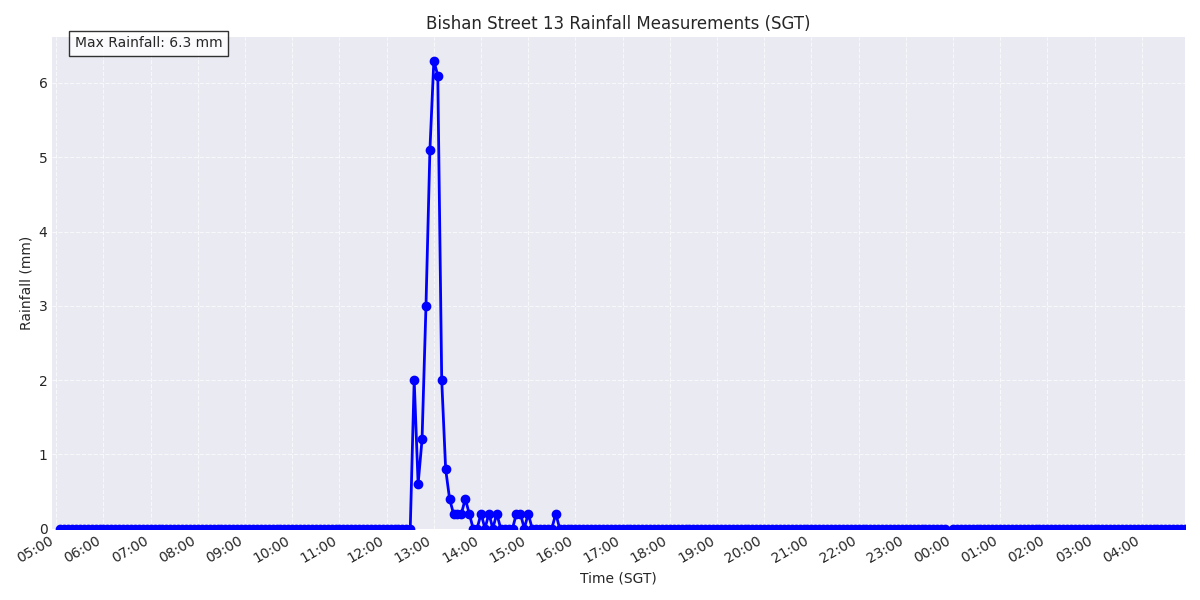 Bishan Street 13 Rainfall Measurements (SGT)
Max Rainfall: 6.3 mm
Rainfall (mm)
6
5
4
3
2
1
0
05:00 06:00 07:00 08:00 09:00 10:00 11:00 12:00 13:00 14:00 15:00 16:00 17:00 18:00 19:00 20:00 21:00 22:00 23:00 00:00 01:00 02:00 03:00 04:00
Time (SGT)